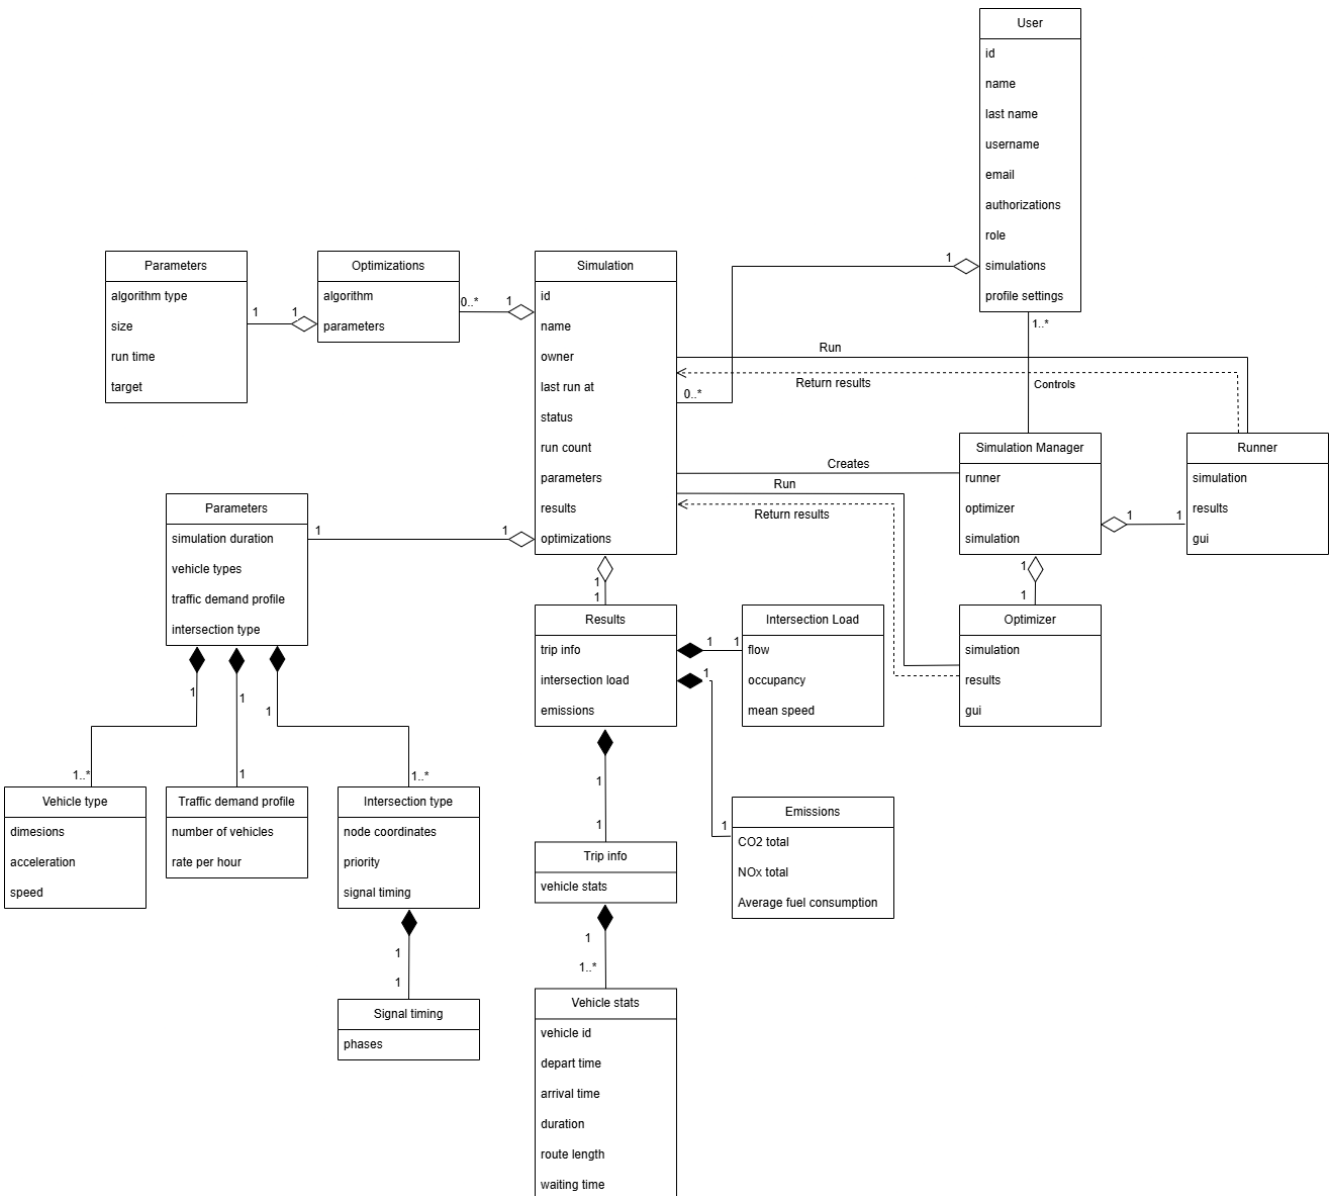 User
id
name
last name
username
email
authorizations
role
simulations
profile settings
1
1..*
Controls
0..*
Parameters
algorithm type
size
run time
target
1
1
Optimizations
algorithm
parameters
0..*
1
Simulation
id
name
owner
last run at
status
run count
parameters
results
optimizations
Run
Return results
Creates
Run
Return results
Simulation Manager
runner
optimizer
simulation
1
1
Runner
simulation
results
gui
1
1
Optimizer
simulation
results
gui
Parameters
simulation duration
vehicle types
traffic demand profile
intersection type
1
1
1
1
Results
trip info
intersection load
emissions
1
1
Intersection Load
flow
occupancy
mean speed
1
1
Emissions
CO2 total
NOx total
Average fuel consumption
1
1
1
1..*
1
1..*
Vehicle type
dimesions
acceleration
speed
Traffic demand profile
number of vehicles
rate per hour
Intersection type
node coordinates
priority
signal timing
1
1
Signal timing
phases
1
1
Trip info
vehicle stats
1
1..*
Vehicle stats
vehicle id
depart time
arrival time
duration
route length
waiting time